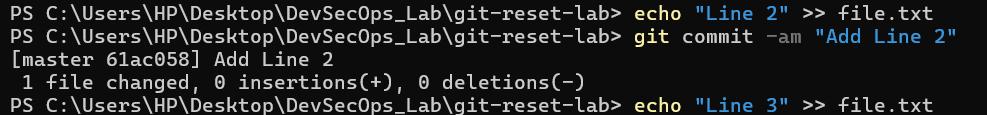 PS C:\Users\HP\Desktop\DevSecOps_Lab\git-reset-lab> echo "Line 2" >> file.txt
PS C:\Users\HP\Desktop\DevSecOps_Lab\git-reset-lab> git commit -am "Add Line 2"
[master 61ac058] Add Line 2
 1 file changed, 0 insertions(+), 0 deletions(-)
PS C:\Users\HP\Desktop\DevSecOps_Lab\git-reset-lab> echo "Line 3" >> file.txt